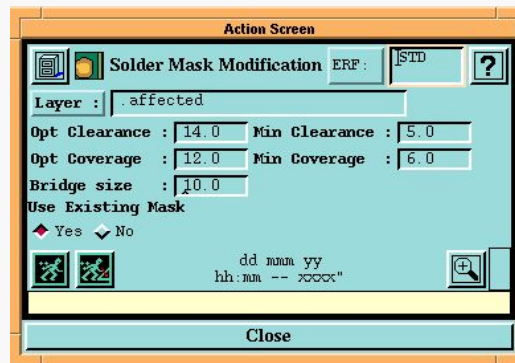 Action Screen
Solder Mask Modification ERF: STD ?
Layer : .affected
Opt Clearance : 14.0 Min Clearance : 5.0
Opt Coverage : 12.0 Min Coverage : 6.0
Bridge size : 10.0
Use Existing Mask
Yes No
dd mmm yy
hh:mm -- xxxx"
Close